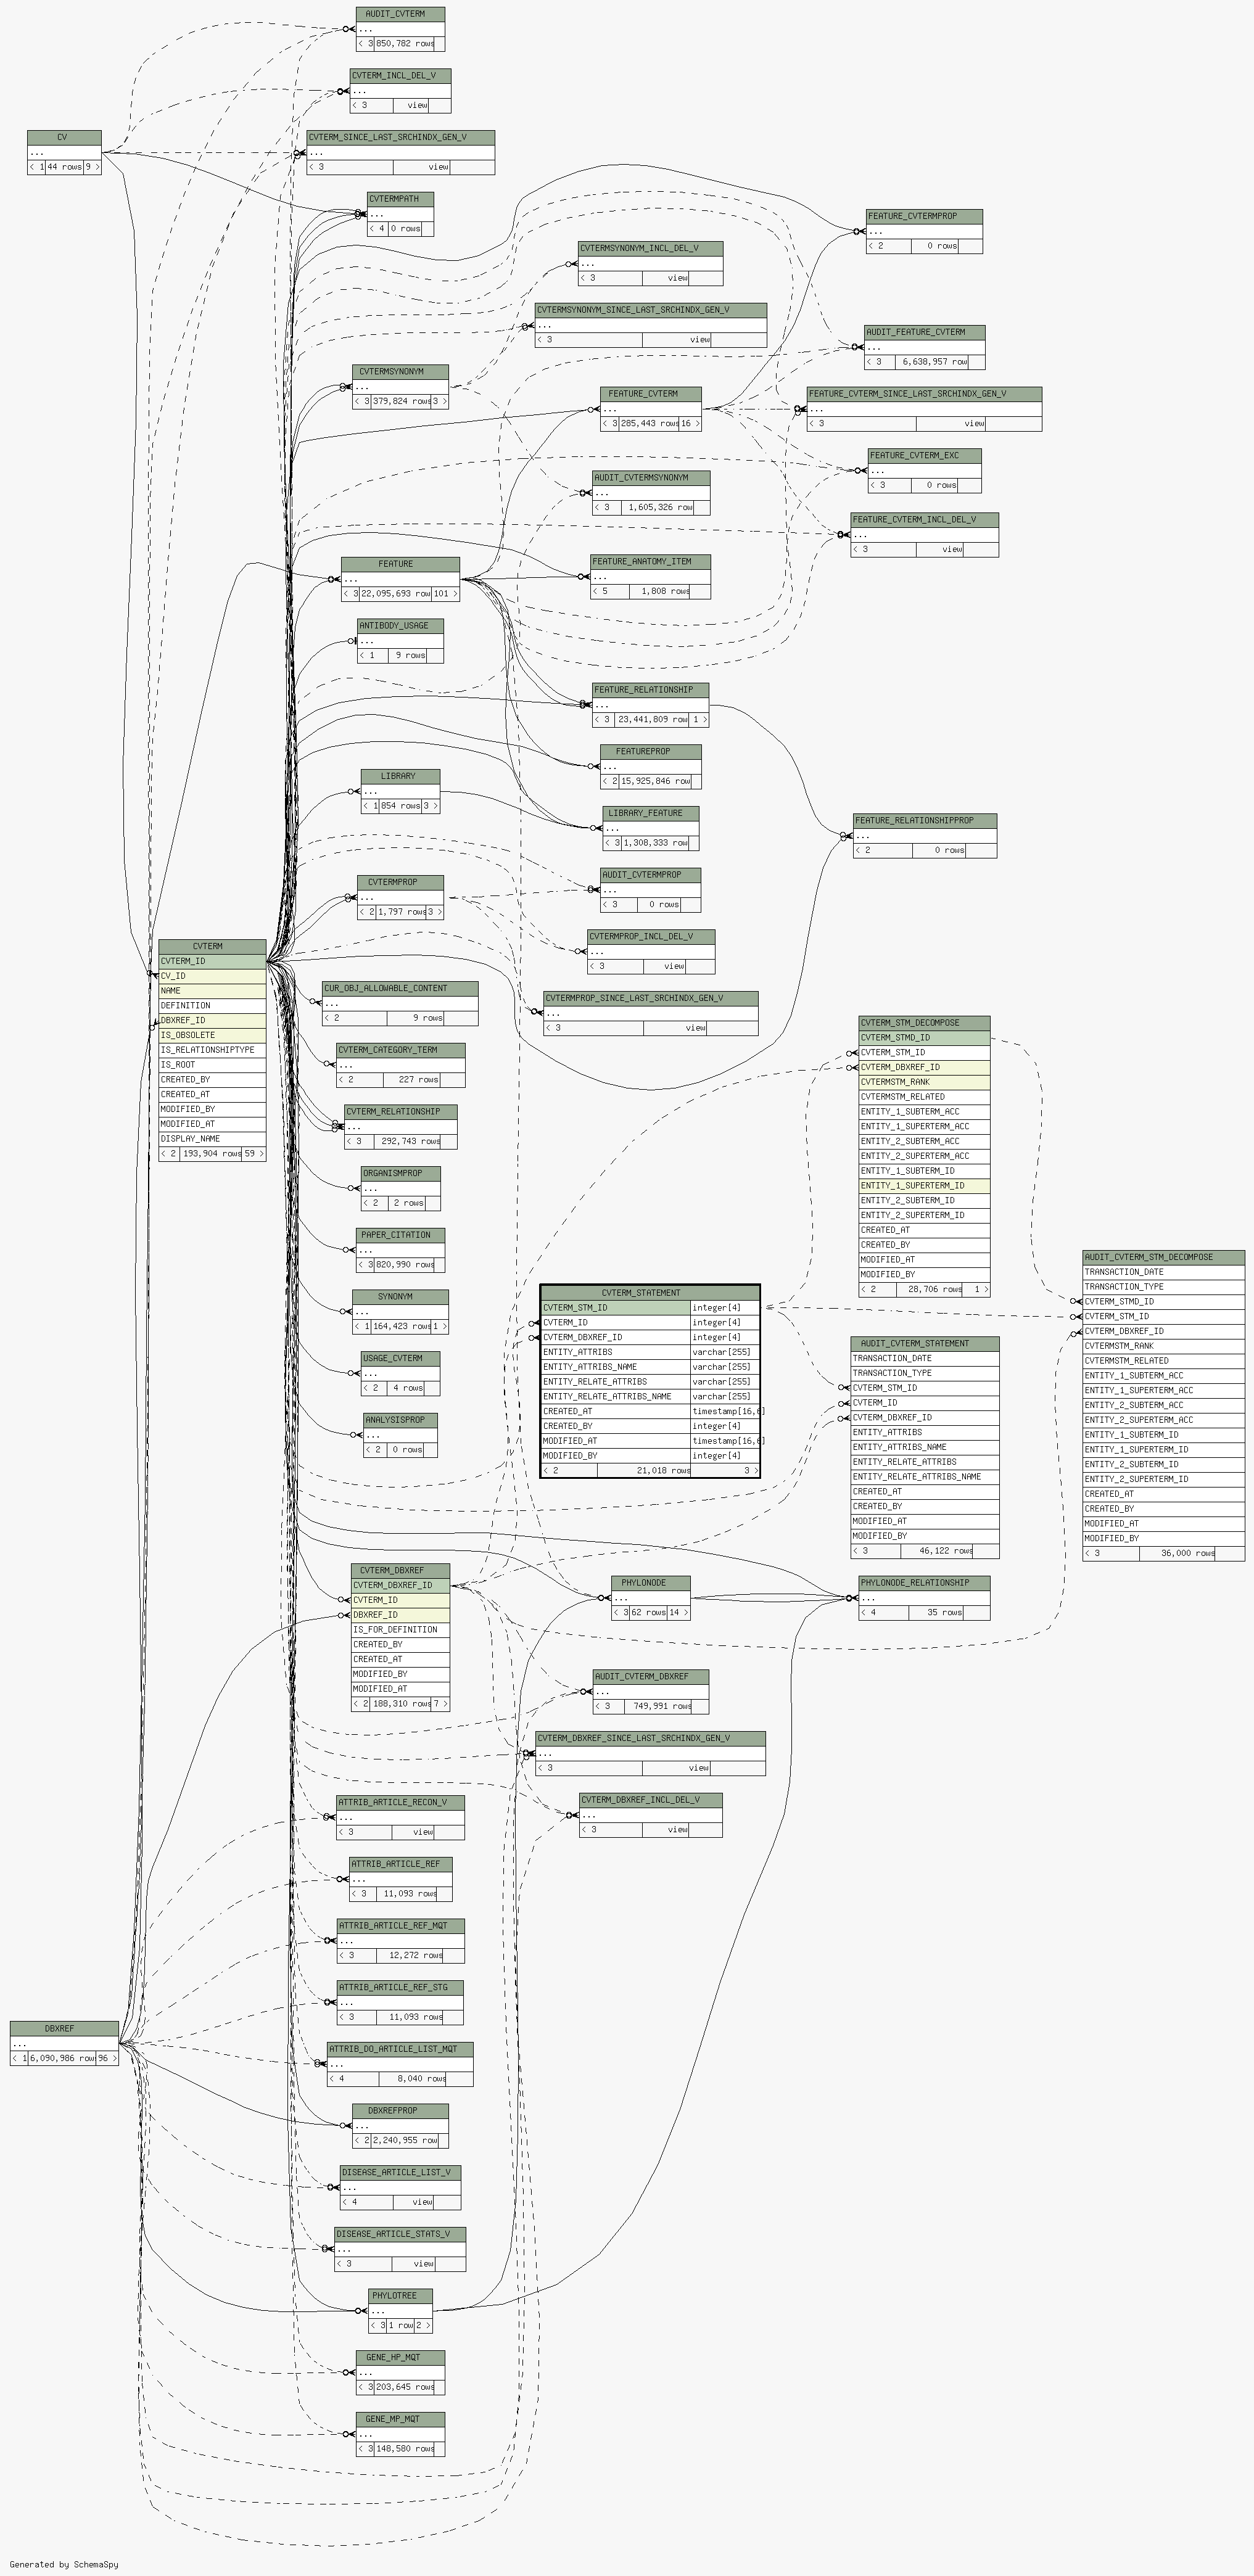 AUDIT_CVTERM
...
< 3 850,782 rows
CVTERM_INCL_DEL_V
...
< 3 view
CV
...
< 1 44 rows 9 >
CVTERM_SINCE_LAST_SRCHINDX_GEN_V
...
< 3 view
CVTERMPATH
...
< 4 0 rows
FEATURE_CVTERMPROP
...
< 2 0 rows
CVTERMSYNONYM_INCL_DEL_V
...
< 3 view
CVTERMSYNONYM_SINCE_LAST_SRCHINDX_GEN_V
...
< 3 view
AUDIT_FEATURE_CVTERM
...
< 3 6,638,957 row
CVTERMSYNONYM
...
< 3 379,824 rows 3 >
FEATURE_CVTERM
...
< 3 285,443 rows 16 >
FEATURE_CVTERM_SINCE_LAST_SRCHINDX_GEN_V
...
< 3 view
FEATURE_CVTERM_EXC
...
< 3 0 rows
AUDIT_CVTERMSYNONYM
...
< 3 1,605,326 row
FEATURE_CVTERM_INCL_DEL_V
...
< 3 view
FEATURE
...
< 3 22,095,693 row 101 >
FEATURE_ANATOMY_ITEM
...
< 5 1,808 rows
ANTIBODY_USAGE
...
< 1 9 rows
FEATURE_RELATIONSHIP
...
< 3 23,441,809 row 1 >
FEATUREPROP
...
< 2 15,925,846 row
LIBRARY
...
< 1 854 rows 3 >
LIBRARY_FEATURE
...
< 3 1,308,333 row
FEATURE_RELATIONSHIPPROP
...
< 2 0 rows
AUDIT_CVTERMPROP
...
< 3 0 rows
CVTERMPROP
...
< 2 1,797 rows 3 >
CVTERMPROP_INCL_DEL_V
...
< 3 view
CVTERMPROP_SINCE_LAST_SRCHINDX_GEN_V
...
< 3 view
CVTERM
CVTERM_ID
CV_ID
NAME
DEFINITION
DBXREF_ID
IS_OBSOLETE
IS_RELATIONSHIPTYPE
IS_ROOT
CREATED_BY
CREATED_AT
MODIFIED_BY
MODIFIED_AT
DISPLAY_NAME
< 2 193,904 rows 59 >
CUR_OBJ_ALLOWABLE_CONTENT
...
< 2 9 rows
CVTERM_CATEGORY_TERM
...
< 2 227 rows
CVTERM_RELATIONSHIP
...
< 3 292,743 rows
ORGANISMPROP
...
< 2 2 rows
PAPER_CITATION
...
< 3 820,990 rows
SYNONYM
...
< 1 164,423 rows 1 >
USAGE_CVTERM
...
< 2 4 rows
ANALYSISPROP
...
< 2 0 rows
CVTERM_STM_DECOMPOSE
CVTERM_STMD_ID
CVTERM_STM_ID
CVTERM_DBXREF_ID
CVTERMSTM_RANK
CVTERMSTM_RELATED
ENTITY_1_SUBTERM_ACC
ENTITY_1_SUPERTERM_ACC
ENTITY_2_SUBTERM_ACC
ENTITY_2_SUPERTERM_ACC
ENTITY_1_SUBTERM_ID
ENTITY_1_SUPERTERM_ID
ENTITY_2_SUBTERM_ID
ENTITY_2_SUPERTERM_ID
CREATED_AT
CREATED_BY
MODIFIED_AT
MODIFIED_BY
< 2 28,706 rows 1 >
CVTERM_STATEMENT
CVTERM_STM_ID integer[4]
CVTERM_ID integer[4]
CVTERM_DBXREF_ID integer[4]
ENTITY_ATTRIBS varchar[255]
ENTITY_ATTRIBS_NAME varchar[255]
ENTITY_RELATE_ATTRIBS varchar[255]
ENTITY_RELATE_ATTRIBS_NAME varchar[255]
CREATED_AT timestamp[16,6]
CREATED_BY integer[4]
MODIFIED_AT timestamp[16,6]
MODIFIED_BY integer[4]
< 2 21,018 rows 3 >
AUDIT_CVTERM_STATEMENT
TRANSACTION_DATE
TRANSACTION_TYPE
CVTERM_STM_ID
CVTERM_ID
CVTERM_DBXREF_ID
ENTITY_ATTRIBS
ENTITY_ATTRIBS_NAME
ENTITY_RELATE_ATTRIBS
ENTITY_RELATE_ATTRIBS_NAME
CREATED_AT
CREATED_BY
MODIFIED_AT
MODIFIED_BY
< 3 46,122 rows
AUDIT_CVTERM_STM_DECOMPOSE
TRANSACTION_DATE
TRANSACTION_TYPE
CVTERM_STMD_ID
CVTERM_STM_ID
CVTERM_DBXREF_ID
CVTERMSTM_RANK
CVTERMSTM_RELATED
ENTITY_1_SUBTERM_ACC
ENTITY_1_SUPERTERM_ACC
ENTITY_2_SUBTERM_ACC
ENTITY_2_SUPERTERM_ACC
ENTITY_1_SUBTERM_ID
ENTITY_1_SUPERTERM_ID
ENTITY_2_SUBTERM_ID
ENTITY_2_SUPERTERM_ID
CREATED_AT
CREATED_BY
MODIFIED_AT
MODIFIED_BY
< 3 36,000 rows
CVTERM_DBXREF
CVTERM_DBXREF_ID
CVTERM_ID
DBXREF_ID
IS_FOR_DEFINITION
CREATED_BY
CREATED_AT
MODIFIED_BY
MODIFIED_AT
< 2 188,310 rows 7 >
PHYLONODE
...
< 3 62 rows 14 >
PHYLONODE_RELATIONSHIP
...
< 4 35 rows
AUDIT_CVTERM_DBXREF
...
< 3 749,991 rows
CVTERM_DBXREF_SINCE_LAST_SRCHINDX_GEN_V
...
< 3 view
CVTERM_DBXREF_INCL_DEL_V
...
< 3 view
ATTRIB_ARTICLE_RECON_V
...
< 3 view
ATTRIB_ARTICLE_REF
...
< 3 11,093 rows
ATTRIB_ARTICLE_REF_MQT
...
< 3 12,272 rows
ATTRIB_ARTICLE_REF_STG
...
< 3 11,093 rows
DBXREF
...
< 1 6,090,986 row 96 >
ATTRIB_DO_ARTICLE_LIST_MQT
...
< 4 8,040 rows
DBXREFPROP
...
< 2 2,240,955 row
DISEASE_ARTICLE_LIST_V
...
< 4 view
DISEASE_ARTICLE_STATS_V
...
< 3 view
PHYLOTREE
...
< 3 1 row 2 >
GENE_HP_MQT
...
< 3 203,645 rows
GENE_MP_MQT
...
< 3 148,580 rows
Generated by SchemaSpy